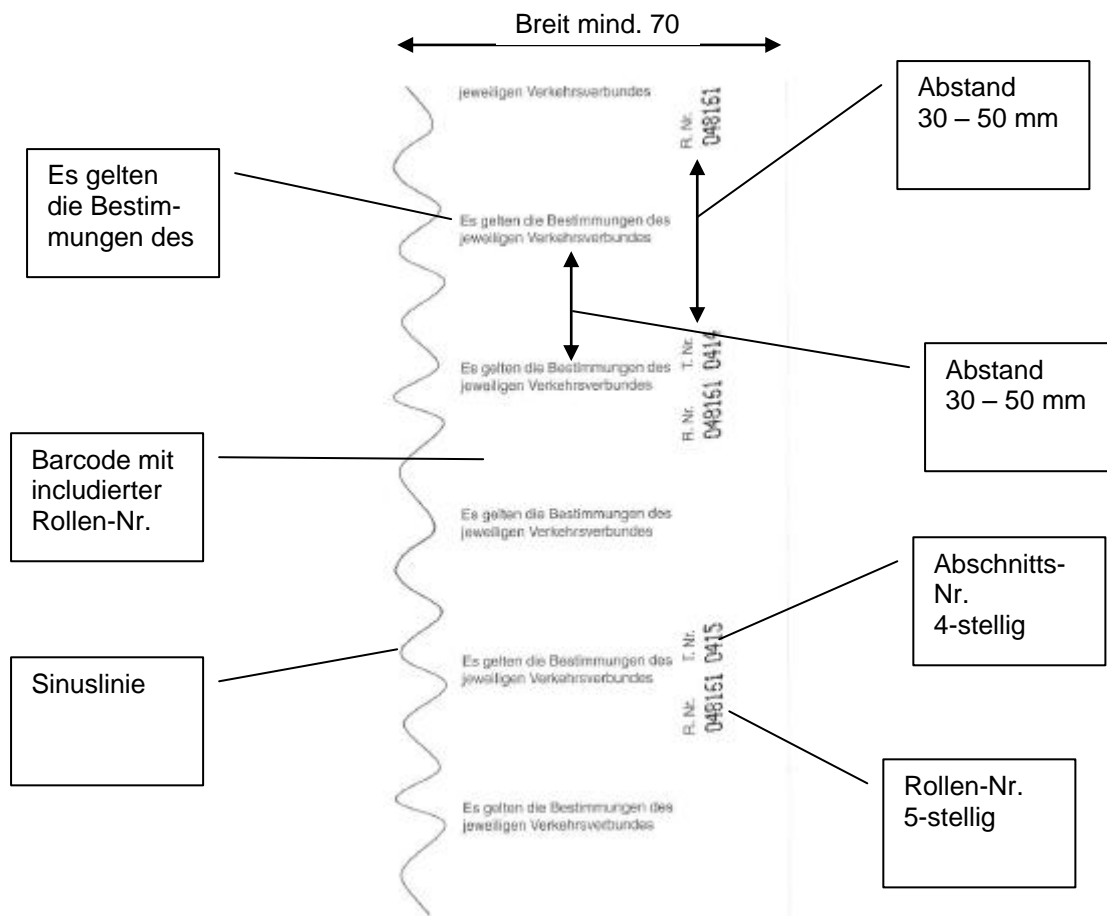 Breit mind. 70
Abstand
30 – 50 mm
Es gelten
die Bestim-
mungen des
jeweiligen Verkehrsverbundes
R. Nr.
048161
Es gelten die Bestimmungen des
jeweiligen Verkehrsverbundes
Es gelten die Bestimmungen des
jeweiligen Verkehrsverbundes
R. Nr. T. Nr.
048161 0414
Abstand
30 – 50 mm
Barcode mit
includierter
Rollen-Nr.
Es gelten die Bestimmungen des
jeweiligen Verkehrsverbundes
Abschnitts-
Nr.
4-stellig
Sinuslinie
Es gelten die Bestimmungen des
jeweiligen Verkehrsverbundes
R. Nr. T. Nr.
048161 0415
Rollen-Nr.
5-stellig
Es gelten die Bestimmungen des
jeweiligen Verkehrsverbundes